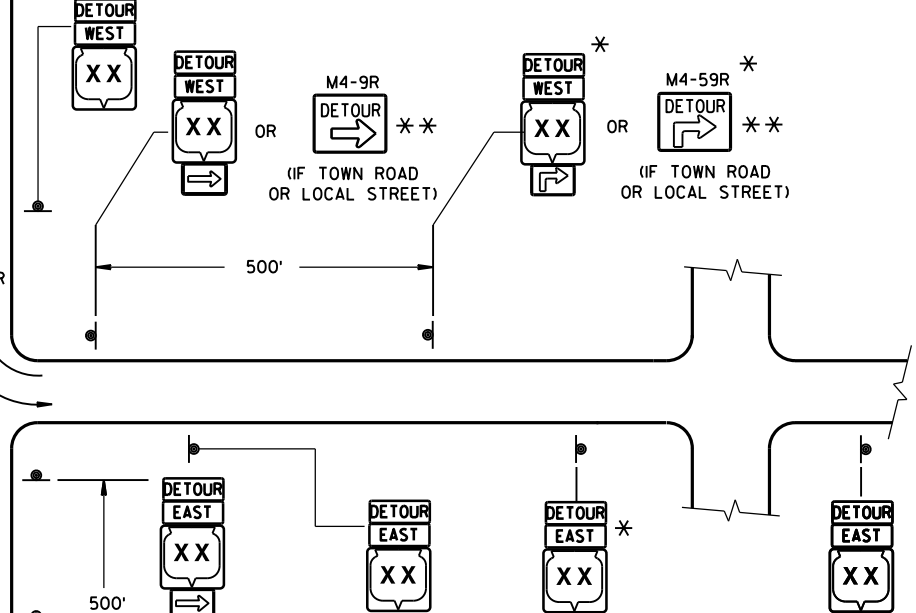 DETOUR
WEST
XX
DETOUR
WEST
XX
OR
M4-9R
DETOUR
**
(IF TOWN ROAD
OR LOCAL STREET)
*
DETOUR
WEST
XX
OR
*
M4-59R
DETOUR
**
(IF TOWN ROAD
OR LOCAL STREET)
R
500'
DETOUR
EAST
XX
500'
DETOUR
EAST
XX
DETOUR
EAST
*
XX
DETOUR
EAST
XX